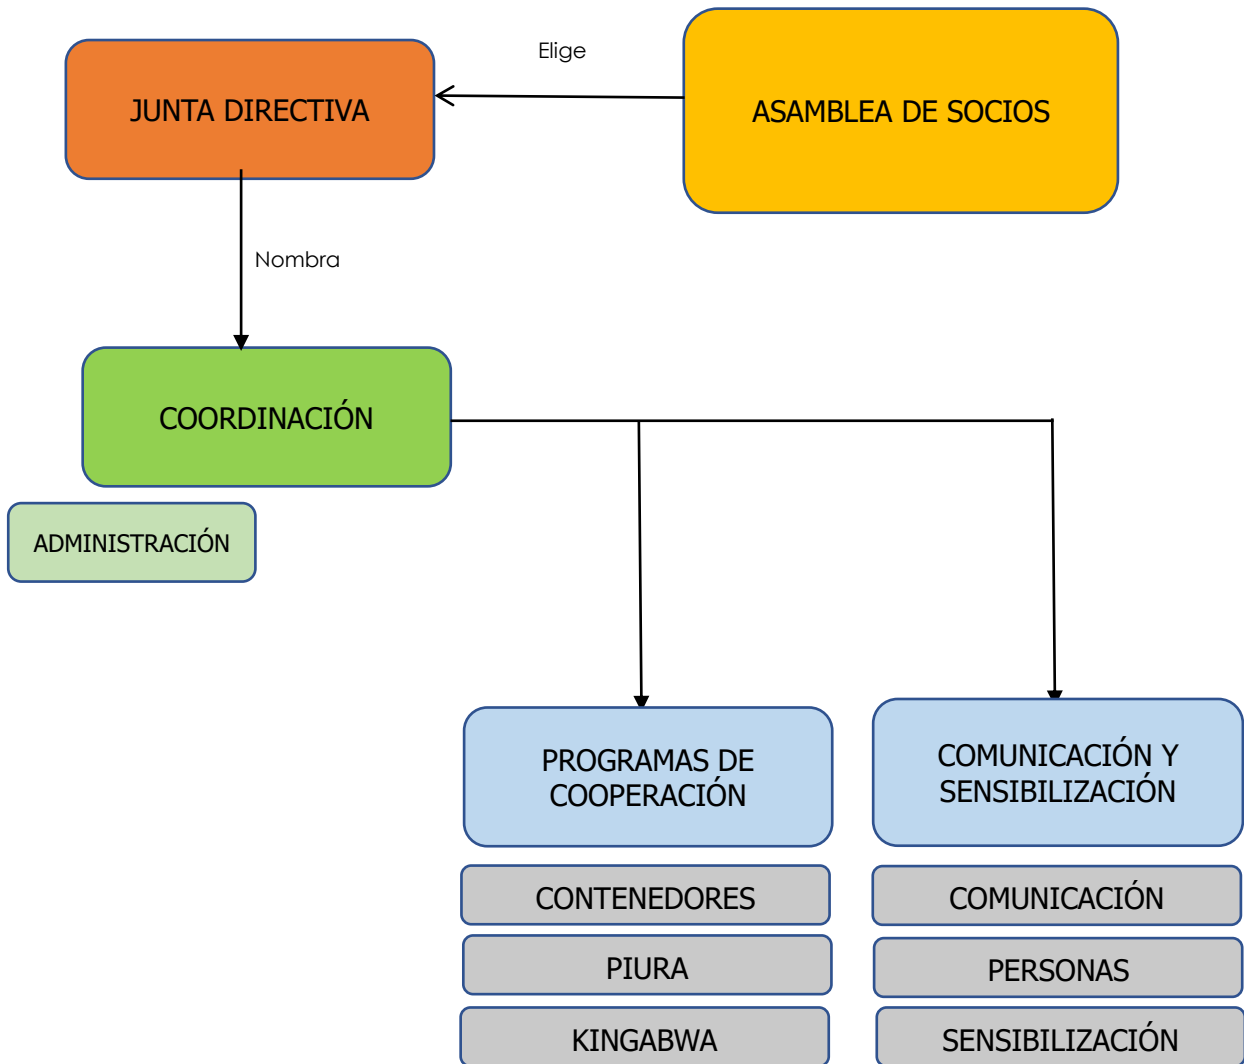 Elige
JUNTA DIRECTIVA
ASAMBLEA DE SOCIOS
Nombra
COORDINACIÓN
ADMINISTRACIÓN
PROGRAMAS DE
COOPERACIÓN
COMUNICACIÓN Y
SENSIBILIZACIÓN
CONTENEDORES
COMUNICACIÓN
PIURA
PERSONAS
KINGABWA
SENSIBILIZACIÓN